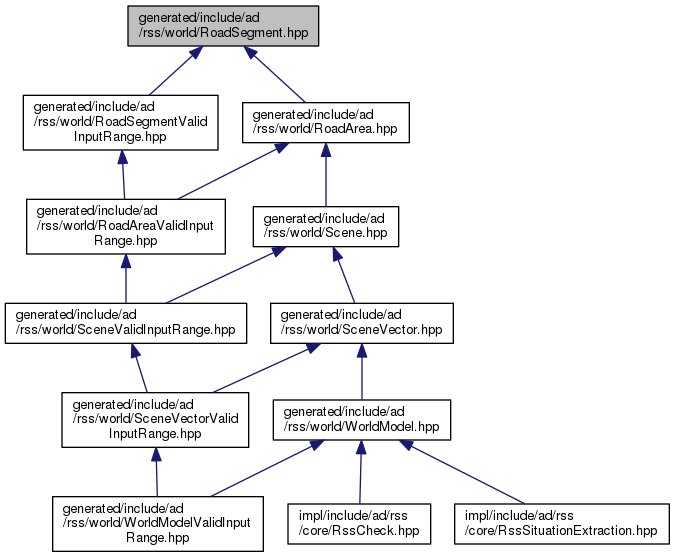 generated/include/ad
/rss/world/RoadSegment.hpp
generated/include/ad
/rss/world/RoadSegmentValid
InputRange.hpp
generated/include/ad
/rss/world/RoadArea.hpp
generated/include/ad
/rss/world/RoadAreaValidInput
Range.hpp
generated/include/ad
/rss/world/Scene.hpp
generated/include/ad
/rss/world/SceneValidInputRange.hpp
generated/include/ad
/rss/world/SceneVector.hpp
generated/include/ad
/rss/world/SceneVectorValid
InputRange.hpp
generated/include/ad
/rss/world/WorldModel.hpp
generated/include/ad
/rss/world/WorldModelValidInput
Range.hpp
impl/include/ad/rss
/core/RssCheck.hpp
impl/include/ad/rss
/core/RssSituationExtraction.hpp